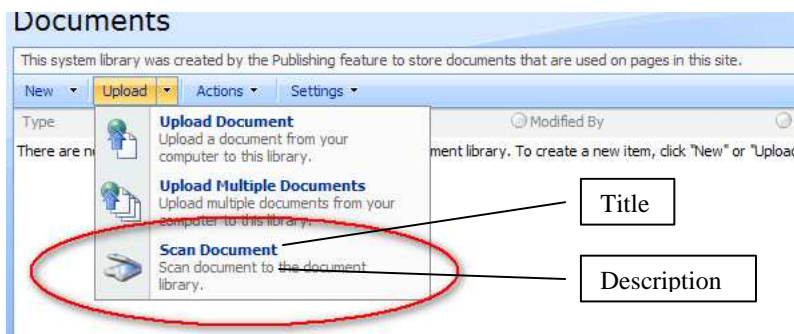 Documents
This system library was created by the Publishing feature to store documents that are used on pages in this site.
New Upload Actions Settings
Type Modified By
Upload Document
Upload a document from your
computer to this library.
There are ment library. To create a new item, click "New" or
Upload Multiple Documents
Upload multiple documents from your
computer to this library.
Title
Scan Document
Scan document to the document
library.
Description